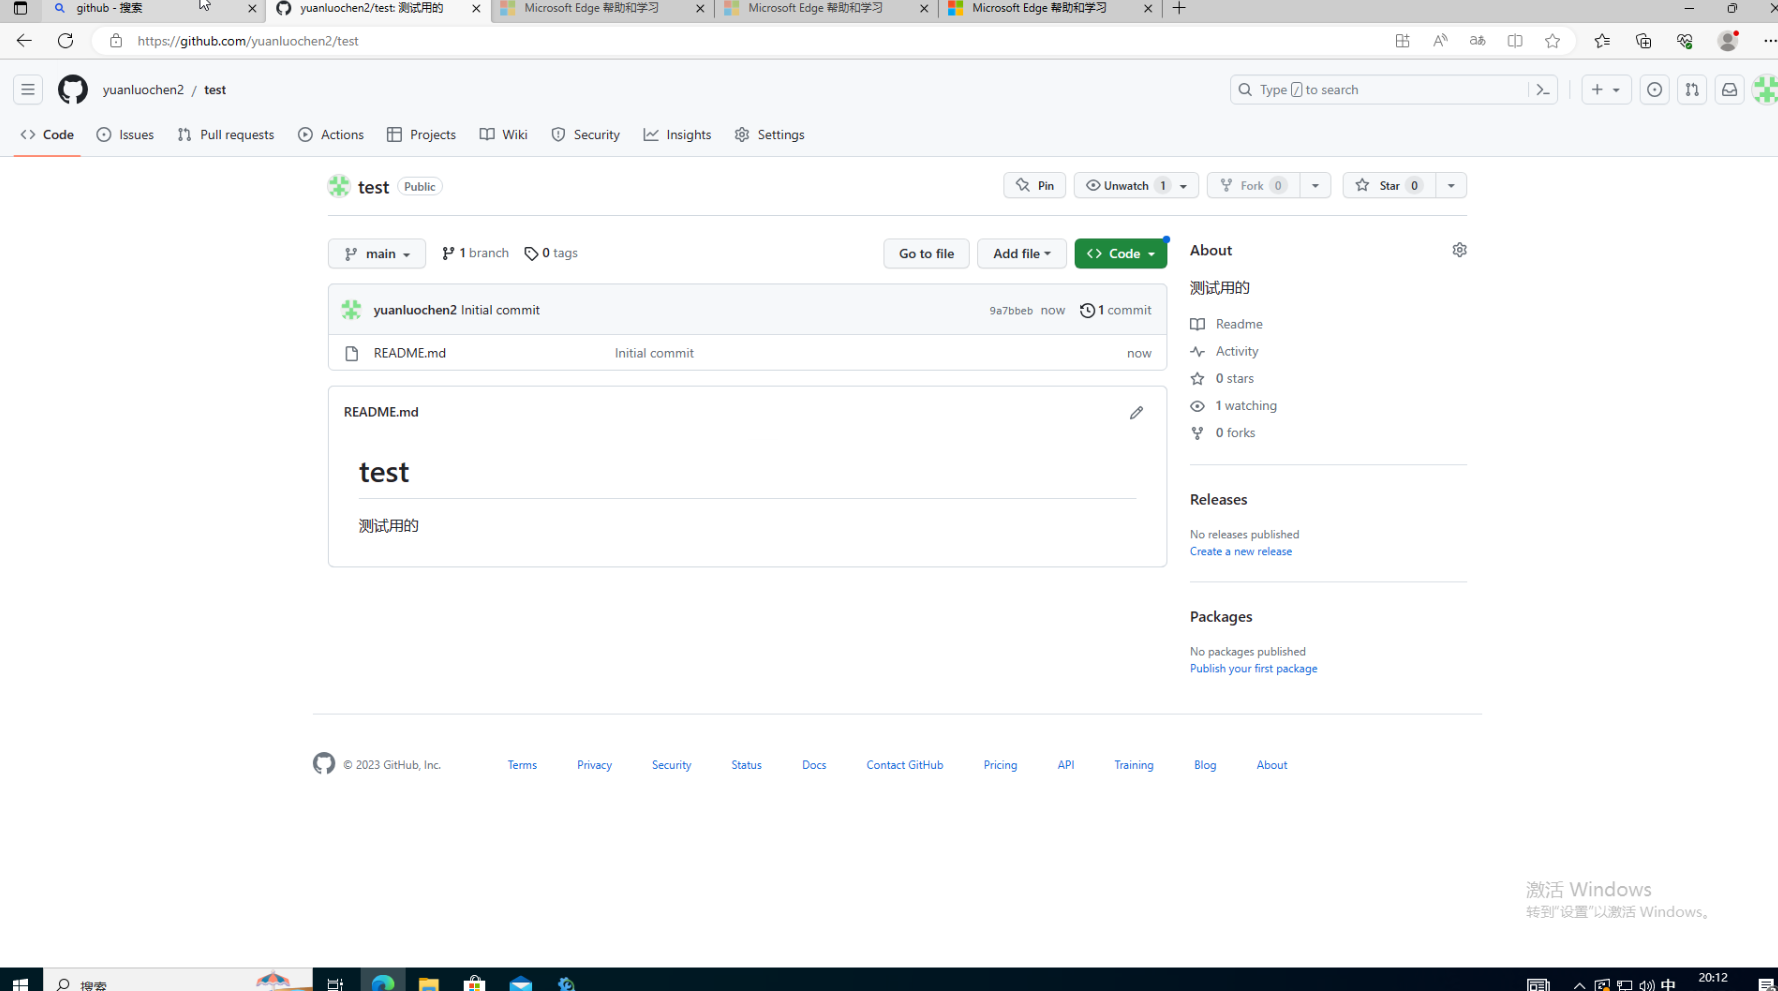 github - 搜索
yuanluochen2/test: 测试用的
Microsoft Edge 帮助和学习
Microsoft Edge 帮助和学习
Microsoft Edge 帮助和学习
https://github.com/yuanluochen2/test
yuanluochen2 / test
Type / to search
Code
Issues
Pull requests
Actions
Projects
Wiki
Security
Insights
Settings
test Public
Pin
Unwatch 1
Fork 0
Star 0
main
1 branch
0 tags
Go to file
Add file
Code
yuanluochen2 Initial commit
9a7bbeb now
1 commit
README.md Initial commit now
README.md
test
测试用的
About
测试用的
Readme
Activity
0 stars
1 watching
0 forks
Releases
No releases published
Create a new release
Packages
No packages published
Publish your first package
© 2023 GitHub, Inc.
Terms
Privacy
Security
Status
Docs
Contact GitHub
Pricing
API
Training
Blog
About
激活 Windows
转到"设置"以激活 Windows。
搜索
中
20:12